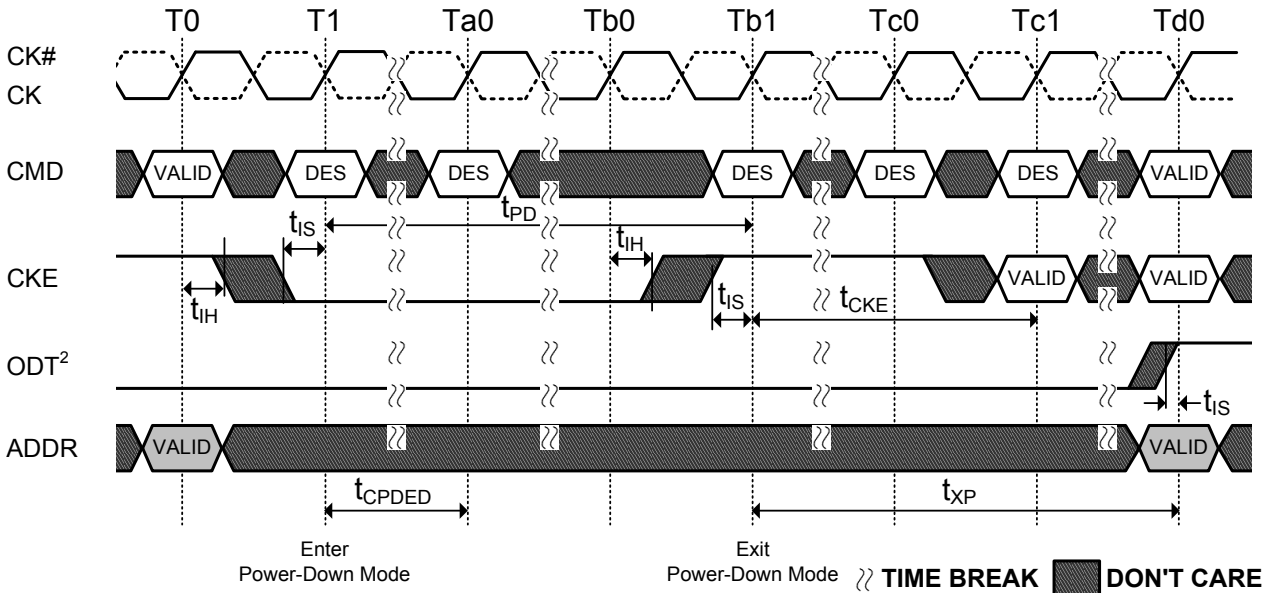 T0 T1 Ta0 Tb0 Tb1 Tc0 Tc1 Td0
CK#
CK
CMD VALID DES DES DES DES DES VALID
tPD
tIS tIH
CKE VALID VALID
tIH tIS tCKE
ODT²
tIS
ADDR VALID VALID
tCPDED tXP
Enter Exit
Power-Down Mode Power-Down Mode TIME BREAK DON'T CARE